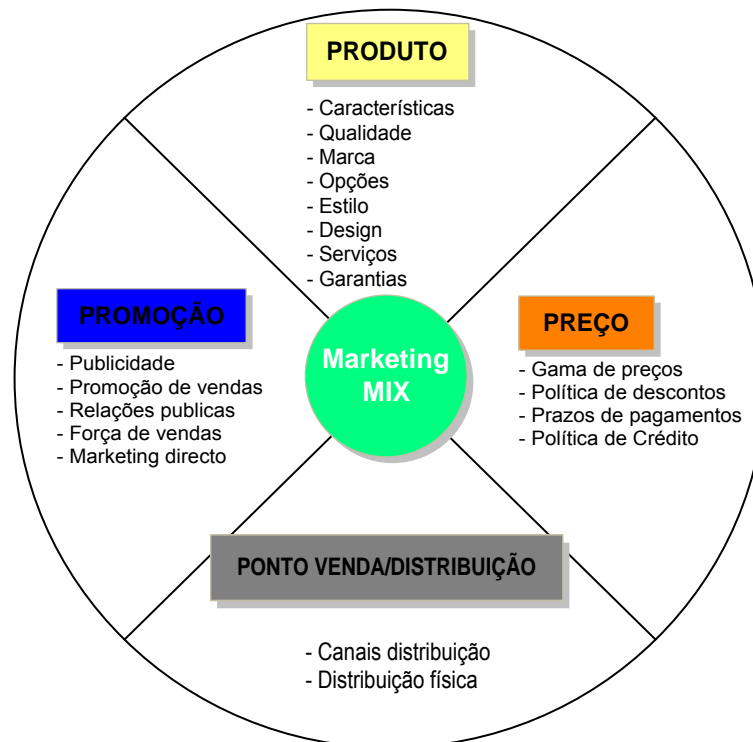 PRODUTO
- Características
- Qualidade
- Marca
- Opções
- Estilo
- Design
- Serviços
- Garantias
PROMOÇÃO
- Publicidade
- Promoção de vendas
- Relações publicas
- Força de vendas
- Marketing directo
Marketing
MIX
PREÇO
- Gama de preços
- Política de descontos
- Prazos de pagamentos
- Política de Crédito
PONTO VENDA/DISTRIBUIÇÃO
- Canais distribuição
- Distribuição física